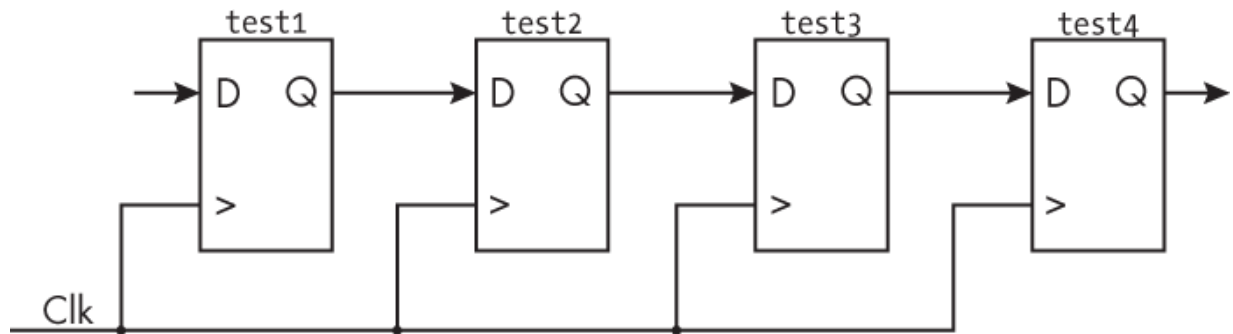 test1 test2 test3 test4
D Q D Q D Q D Q
> > > >
Clk